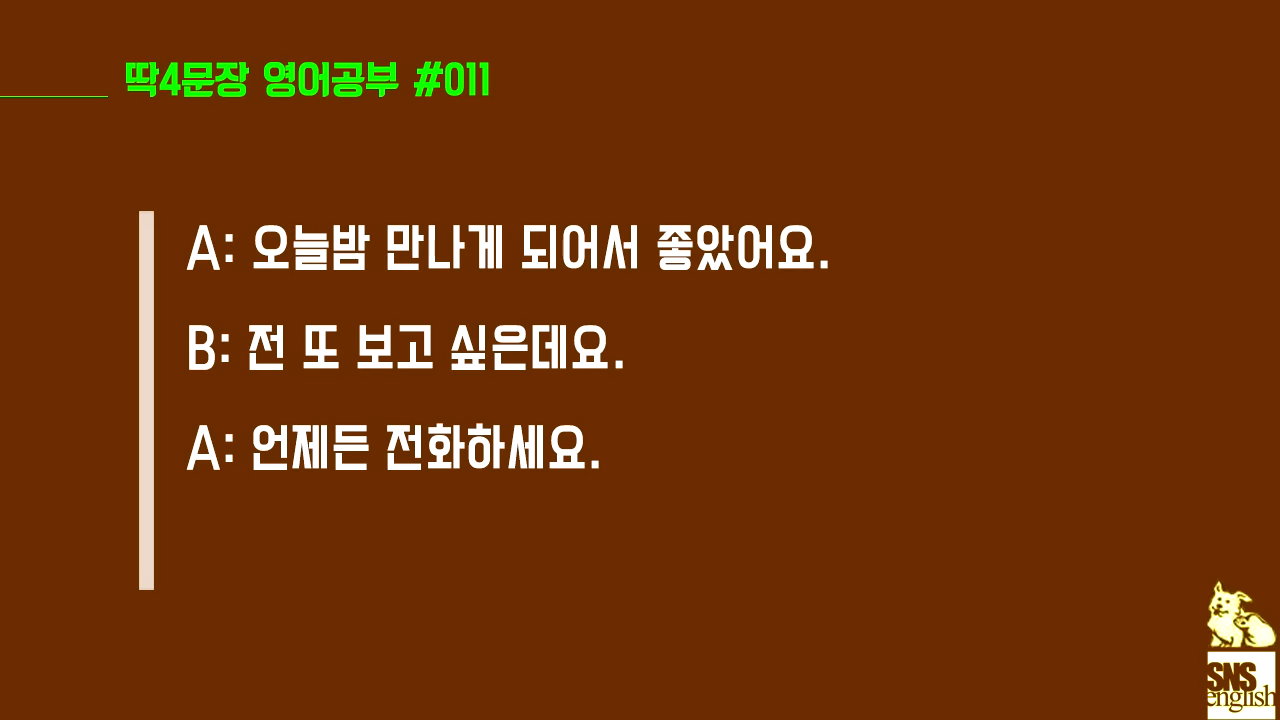 딱4문장 영어공부 #011
A: 오늘밤 만나게 되어서 좋았어요.
B: 전 또 보고 싶은데요.
A: 언제든 전화하세요.
SNS
english